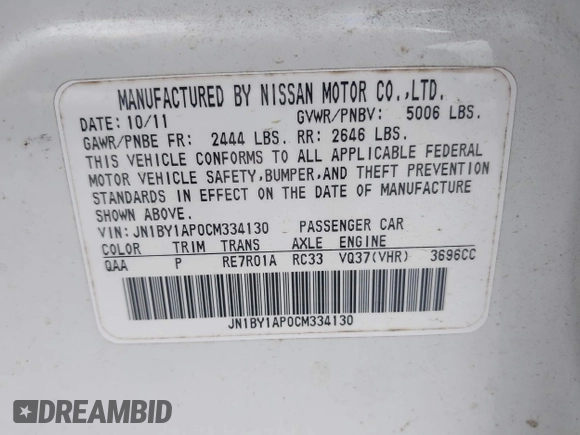 MANUFACTURED BY NISSAN MOTOR CO.,LTD.
DATE: 10/11 GVWR/PNBV: 5006 LBS.
GAWR/PNBE FR: 2444 LBS. RR: 2646 LBS.
THIS VEHICLE CONFORMS TO ALL APPLICABLE FEDERAL
MOTOR VEHICLE SAFETY,BUMPER,AND THEFT PREVENTION
STANDARDS IN EFFECT ON THE DATE OF MANUFACTURE
SHOWN ABOVE.
VIN: JN1BY1AP0CM334130 PASSENGER CAR
COLOR TRIM TRANS AXLE ENGINE
QAA P RE7R01A RC33 VQ37(VHR) 3696CC
JN1BY1AP0CM334130
DREAMBID